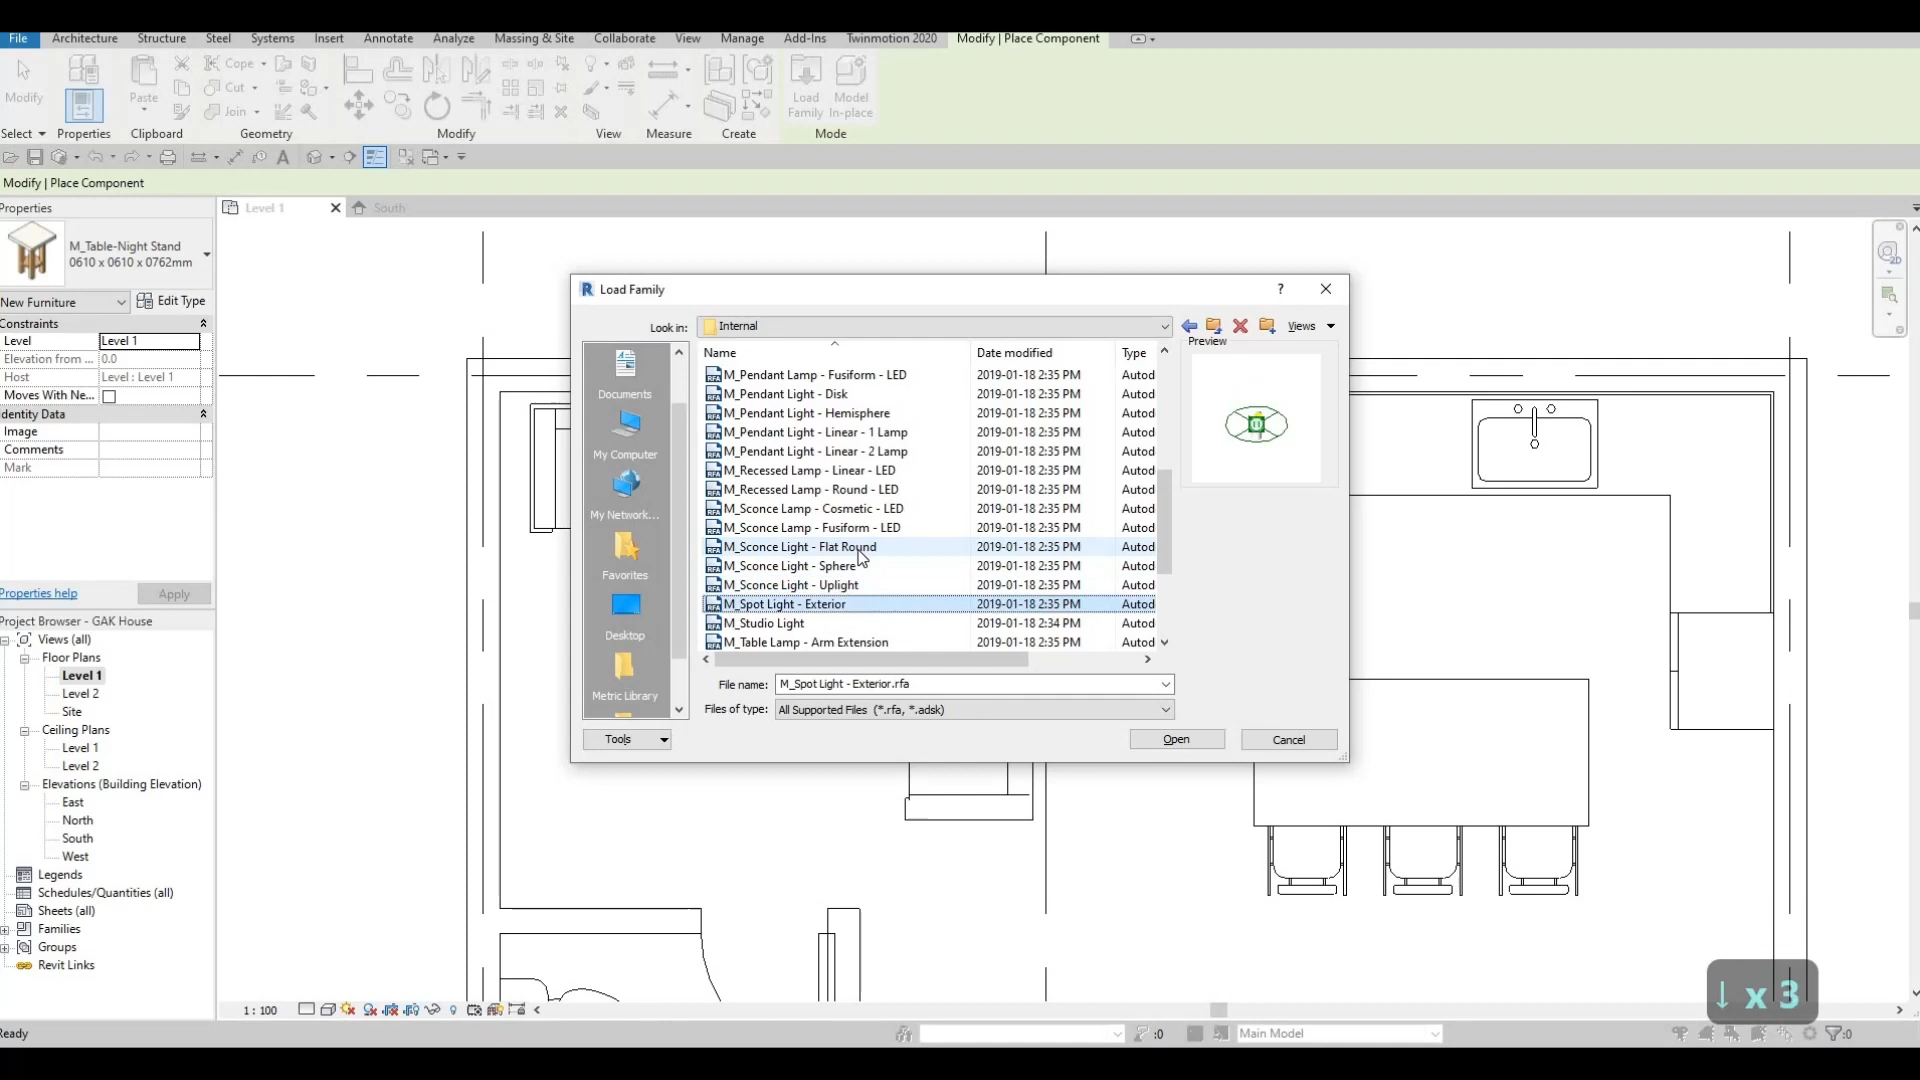 File Architecture Structure Steel Systems Insert Annotate Analyze Massing & Site Collaborate View Manage Add-Ins Twinmotion 2020 Modify | Place Component
Modify Paste Cope Cut Join Load Family Model In-place
Select Properties Clipboard Geometry Modify View Measure Create Mode
Modify | Place Component
Properties
Level 1 South
M_Table-Night Stand
0610 x 0610 x 0762mm
New Furniture Edit Type
Constraints
Level Level 1
Elevation from ... 0.0
Host Level : Level 1
Moves With Ne...
Identity Data
Image
Comments
Mark
Properties help Apply
Project Browser - GAK House
Views (all)
Floor Plans
Level 1
Level 2
Site
Ceiling Plans
Level 1
Level 2
Elevations (Building Elevation)
East
North
South
West
Legends
Schedules/Quantities (all)
Sheets (all)
Families
Groups
Revit Links
Load Family
Look in: Internal Views
Preview
Documents
My Computer
My Network...
Favorites
Desktop
Metric Library
Name Date modified Type
M_Pendant Lamp - Fusiform - LED 2019-01-18 2:35 PM Autod
M_Pendant Light - Disk 2019-01-18 2:35 PM Autod
M_Pendant Light - Hemisphere 2019-01-18 2:35 PM Autod
M_Pendant Light - Linear - 1 Lamp 2019-01-18 2:35 PM Autod
M_Pendant Light - Linear - 2 Lamp 2019-01-18 2:35 PM Autod
M_Recessed Lamp - Linear - LED 2019-01-18 2:35 PM Autod
M_Recessed Lamp - Round - LED 2019-01-18 2:35 PM Autod
M_Sconce Lamp - Cosmetic - LED 2019-01-18 2:35 PM Autod
M_Sconce Lamp - Fusiform - LED 2019-01-18 2:35 PM Autod
M_Sconce Light - Flat Round 2019-01-18 2:35 PM Autod
M_Sconce Light - Sphere 2019-01-18 2:35 PM Autod
M_Sconce Light - Uplight 2019-01-18 2:35 PM Autod
M_Spot Light - Exterior 2019-01-18 2:35 PM Autod
M_Studio Light 2019-01-18 2:34 PM Autod
M_Table Lamp - Arm Extension 2019-01-18 2:35 PM Autod
File name: M_Spot Light - Exterior.rfa
Files of type: All Supported Files (*.rfa, *.adsk)
Tools Open Cancel
2D
↓ x 3
1 : 100
Ready :0 Main Model :0